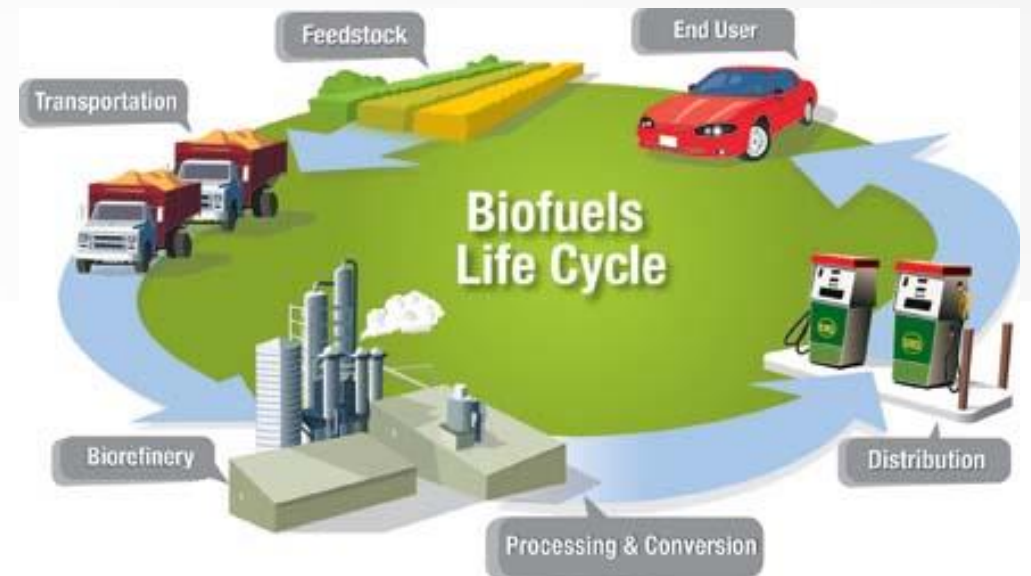 Feedstock
End User
Transportation
Biofuels
Life Cycle
Biorefinery
Distribution
Processing & Conversion